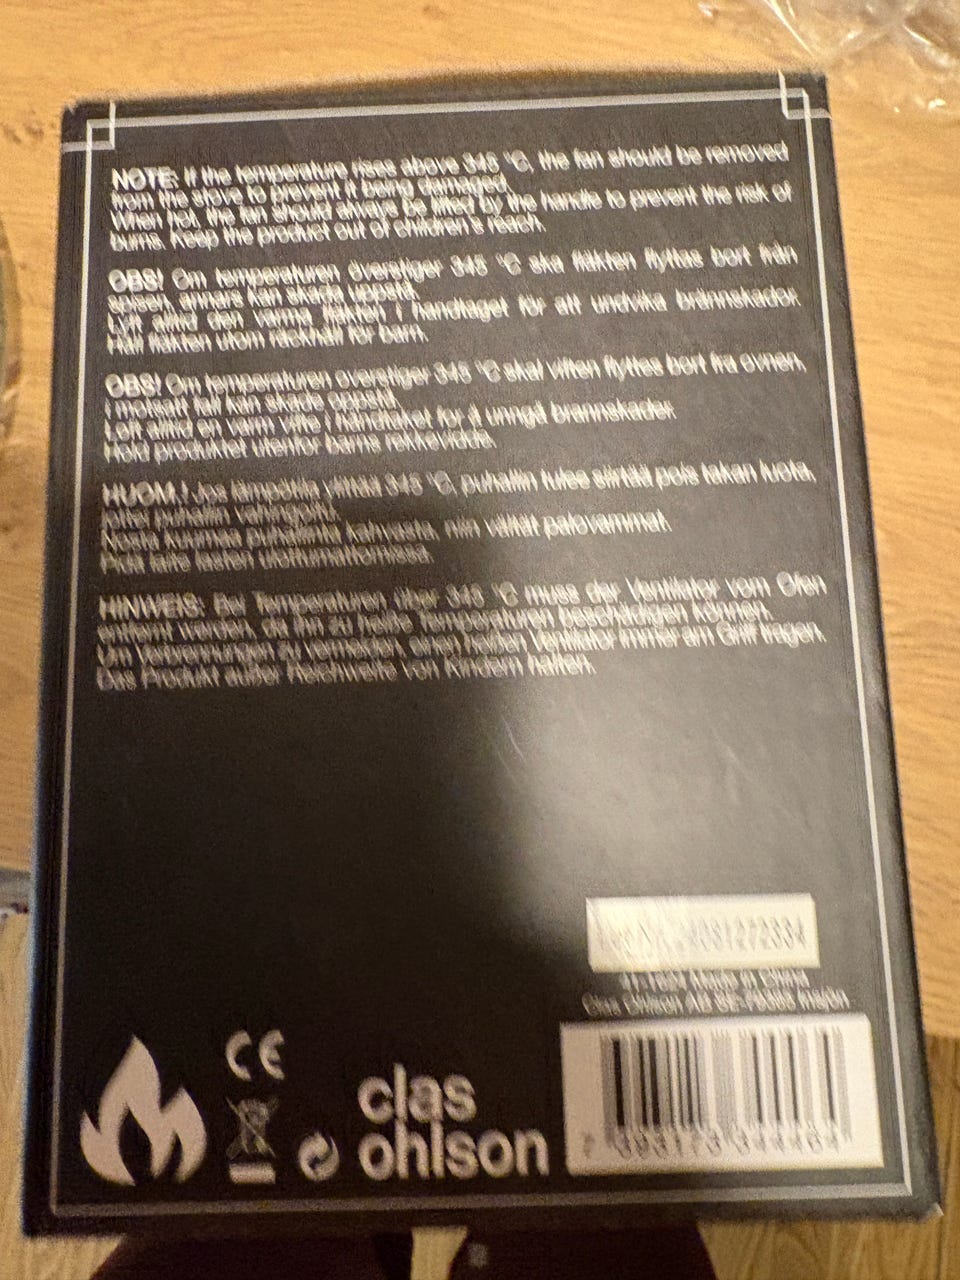 NOTE: If the temperature rises above 345 °C, the fan should be removed
from the stove to prevent it being damaged.
When hot, the fan should always be lifted by the handle to prevent the risk of
burns. Keep the product out of children's reach.
OBS! Om temperaturen överstiger 345 °C ska fläkten flyttas bort från
spisen, annars kan skada uppstå.
Lyft alltid den varma fläkten i handtaget för att undvika brännskador.
Håll fläkten utom räckhåll för barn.
OBS! Om temperaturen overstiger 345 °C skal viften flyttes bort fra ovnen,
i motsatt fall kan skade oppstå.
Løft alltid en varm vifte i håndtaket for å unngå brannskader.
Hold produktet utenfor barns rekkevidde.
HUOM.! Jos lämpötila ylittää 345 °C, puhallin tulee siirtää pois takan luota,
jottei puhallin vahingoitu.
Nosta kuumaa puhallinta kahvasta, niin vältät palovammat.
Pidä laite lasten ulottumattomissa.
HINWEIS: Bei Temperaturen über 345 °C muss der Ventilator vom Ofen
entfernt werden, da ihn zu heiße Temperaturen beschädigen können.
Um Verbrennungen zu vermeiden, einen heißen Ventilator immer am Griff tragen.
Das Produkt außer Reichweite von Kindern halten.
Made in China
Clas Ohlson AB Insjön
CE
clas
ohlson